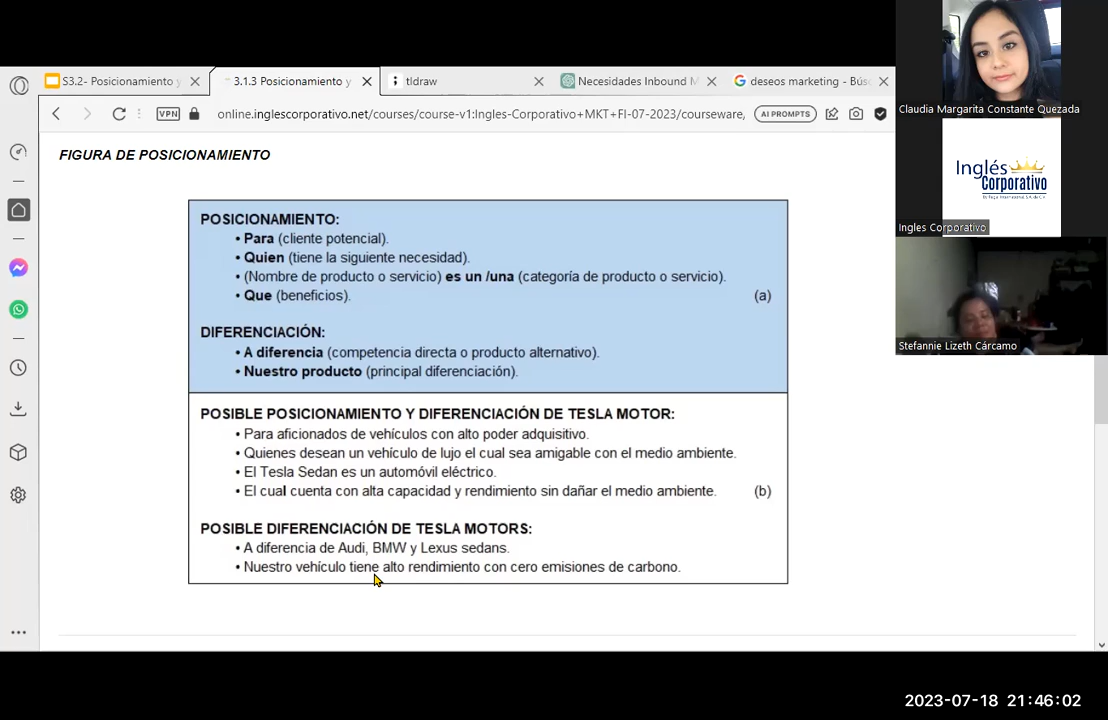 S3.2- Posicionamiento y
3.1.3 Posicionamiento y
tldraw
Necesidades Inbound M
deseos marketing - Bús
VPN
online.inglescorporativo.net/courses/course-v1:Ingles-Corporativo+MKT+FI-07-2023/courseware,
AI PROMPTS
FIGURA DE POSICIONAMIENTO
POSICIONAMIENTO:
• Para (cliente potencial).
• Quien (tiene la siguiente necesidad).
• (Nombre de producto o servicio) es un /una (categoría de producto o servicio).
• Que (beneficios). (a)
DIFERENCIACIÓN:
• A diferencia (competencia directa o producto alternativo).
• Nuestro producto (principal diferenciación).
POSIBLE POSICIONAMIENTO Y DIFERENCIACIÓN DE TESLA MOTOR:
• Para aficionados de vehículos con alto poder adquisitivo.
• Quienes desean un vehículo de lujo el cual sea amigable con el medio ambiente.
• El Tesla Sedan es un automóvil eléctrico.
• El cual cuenta con alta capacidad y rendimiento sin dañar el medio ambiente. (b)
POSIBLE DIFERENCIACIÓN DE TESLA MOTORS:
• A diferencia de Audi, BMW y Lexus sedans.
• Nuestro vehículo tiene alto rendimiento con cero emisiones de carbono.
Claudia Margarita Constante Quezada
Inglés
Corporativo
Ingles Corporativo
Stefannie Lizeth Cárcamo
2023-07-18 21:46:02